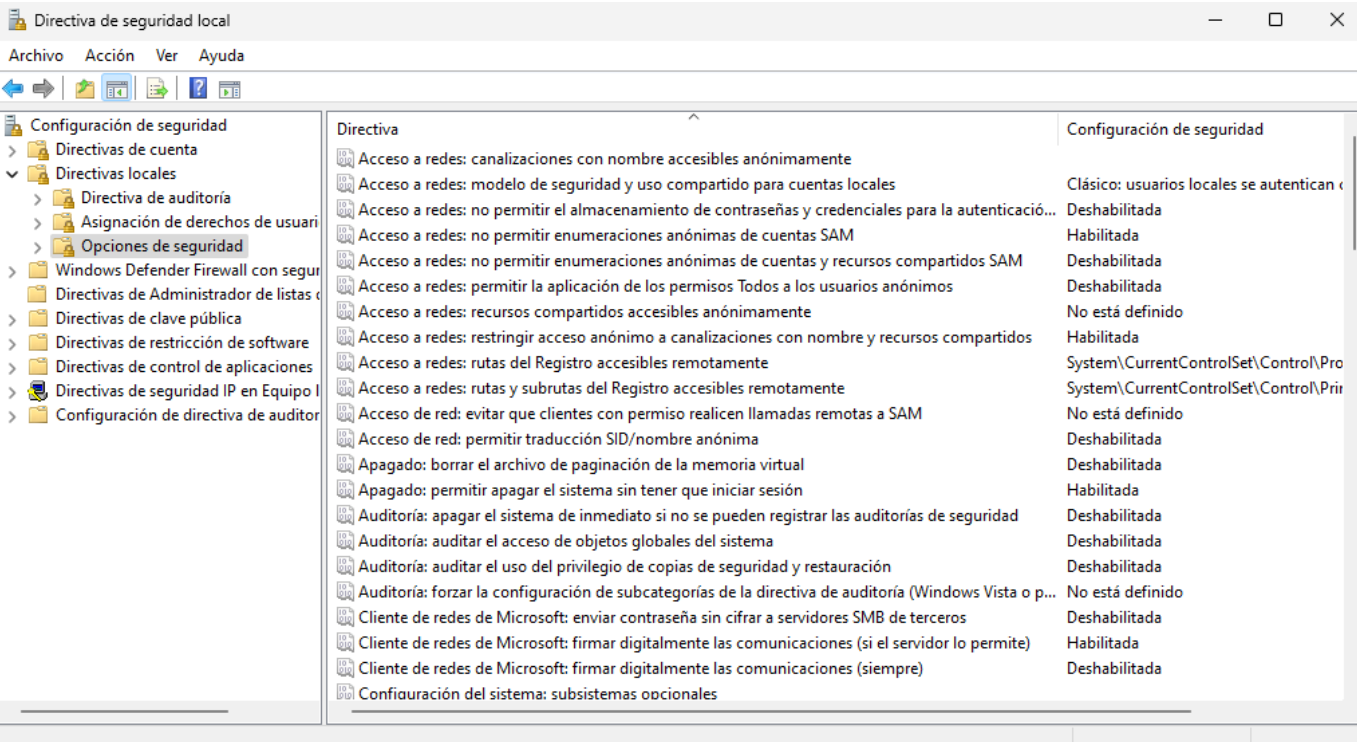 Directiva de seguridad local
Archivo Acción Ver Ayuda
Configuración de seguridad
Directivas de cuenta
Directivas locales
Directiva de auditoría
Asignación de derechos de usuari
Opciones de seguridad
Windows Defender Firewall con segur
Directivas de Administrador de listas
Directivas de clave pública
Directivas de restricción de software
Directivas de control de aplicaciones
Directivas de seguridad IP en Equipo l
Configuración de directiva de auditor
Directiva Configuración de seguridad
Acceso a redes: canalizaciones con nombre accesibles anónimamente
Acceso a redes: modelo de seguridad y uso compartido para cuentas locales Clásico: usuarios locales se autentican
Acceso a redes: no permitir el almacenamiento de contraseñas y credenciales para la autenticació... Deshabilitada
Acceso a redes: no permitir enumeraciones anónimas de cuentas SAM Habilitada
Acceso a redes: no permitir enumeraciones anónimas de cuentas y recursos compartidos SAM Deshabilitada
Acceso a redes: permitir la aplicación de los permisos Todos a los usuarios anónimos Deshabilitada
Acceso a redes: recursos compartidos accesibles anónimamente No está definido
Acceso a redes: restringir acceso anónimo a canalizaciones con nombre y recursos compartidos Habilitada
Acceso a redes: rutas del Registro accesibles remotamente System\CurrentControlSet\Control\Pro
Acceso a redes: rutas y subrutas del Registro accesibles remotamente System\CurrentControlSet\Control\Prin
Acceso de red: evitar que clientes con permiso realicen llamadas remotas a SAM No está definido
Acceso de red: permitir traducción SID/nombre anónima Deshabilitada
Apagado: borrar el archivo de paginación de la memoria virtual Deshabilitada
Apagado: permitir apagar el sistema sin tener que iniciar sesión Habilitada
Auditoría: apagar el sistema de inmediato si no se pueden registrar las auditorías de seguridad Deshabilitada
Auditoría: auditar el acceso de objetos globales del sistema Deshabilitada
Auditoría: auditar el uso del privilegio de copias de seguridad y restauración Deshabilitada
Auditoría: forzar la configuración de subcategorías de la directiva de auditoría (Windows Vista o p... No está definido
Cliente de redes de Microsoft: enviar contraseña sin cifrar a servidores SMB de terceros Deshabilitada
Cliente de redes de Microsoft: firmar digitalmente las comunicaciones (si el servidor lo permite) Habilitada
Cliente de redes de Microsoft: firmar digitalmente las comunicaciones (siempre) Deshabilitada
Configuración del sistema: subsistemas opcionales